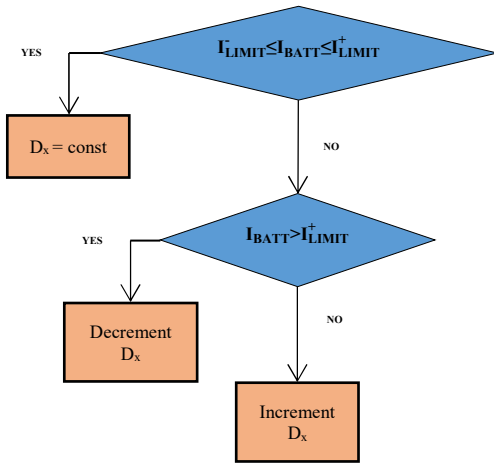 I⁻LIMIT≤IBATT≤I⁺LIMIT
YES
Dx = const
NO
IBATT>I⁺LIMIT
YES
Decrement
Dx
NO
Increment
Dx